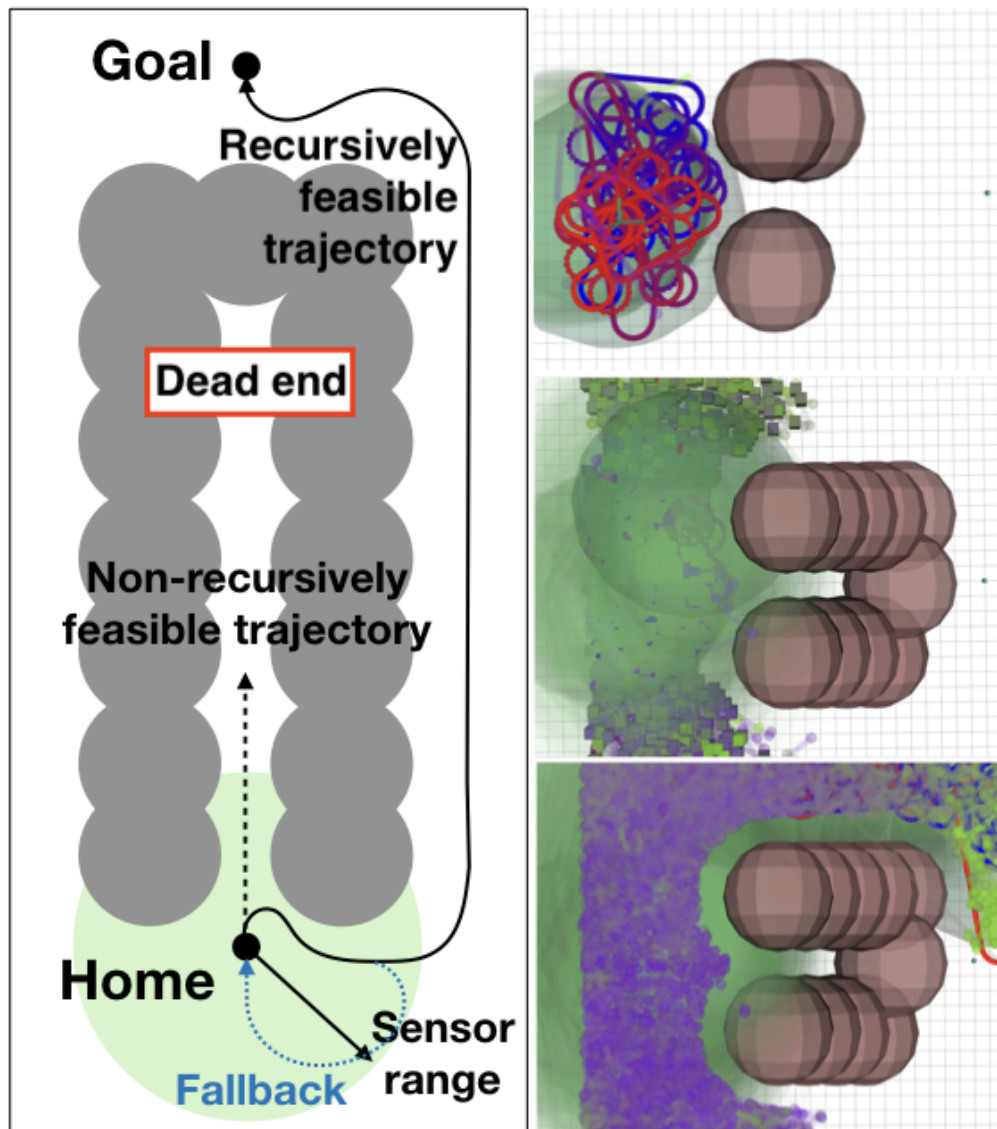 Goal
Recursively
feasible
trajectory
Dead end
Non-recursively
feasible trajectory
Home
Sensor
range
Fallback